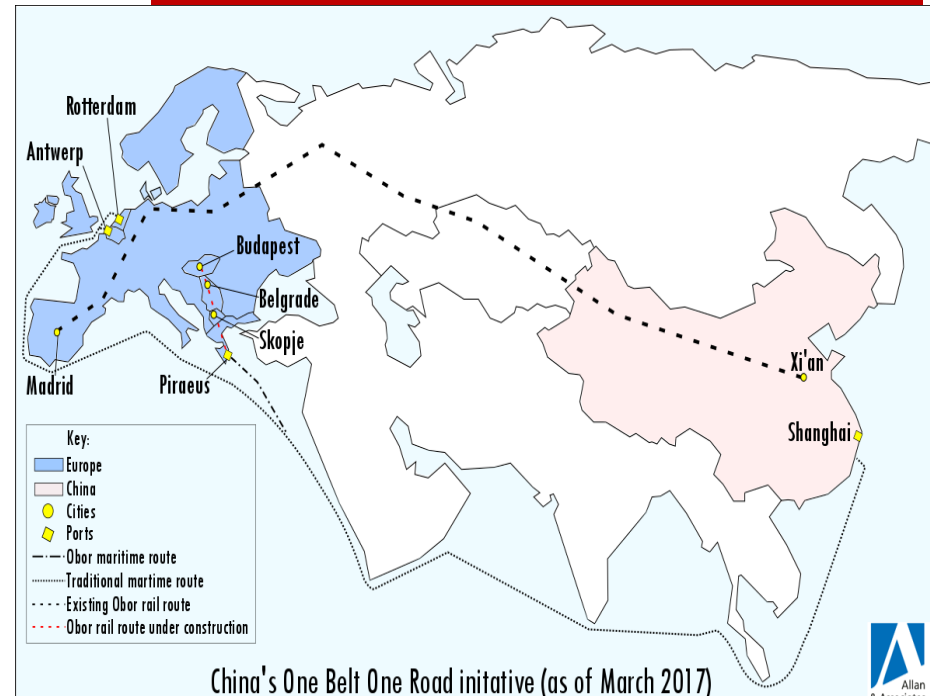 Rotterdam
Antwerp
Budapest
Belgrade
Skopje
Madrid
Piraeus
Xi'an
Shanghai
Key:
Europe
China
Cities
Ports
Obor maritime route
Traditional martime route
Existing Obor rail route
Obor rail route under construction
China's One Belt One Road initiative (as of March 2017)
Allan
& Associates